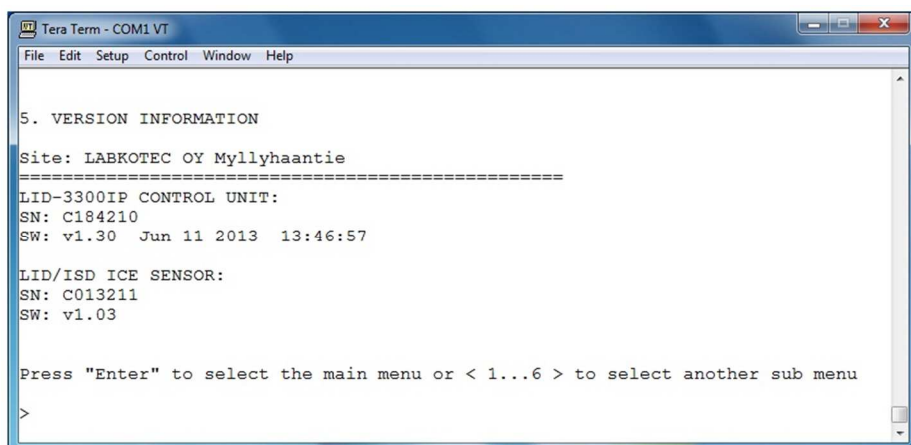 Tera Term - COM1 VT
File Edit Setup Control Window Help
5. VERSION INFORMATION
Site: LABKOTEC OY Myllyhaantie
==================================================
LID-3300IP CONTROL UNIT:
SN: C184210
SW: v1.30  Jun 11 2013  13:46:57
LID/ISD ICE SENSOR:
SN: C013211
SW: v1.03
Press "Enter" to select the main menu or < 1...6 > to select another sub menu
>